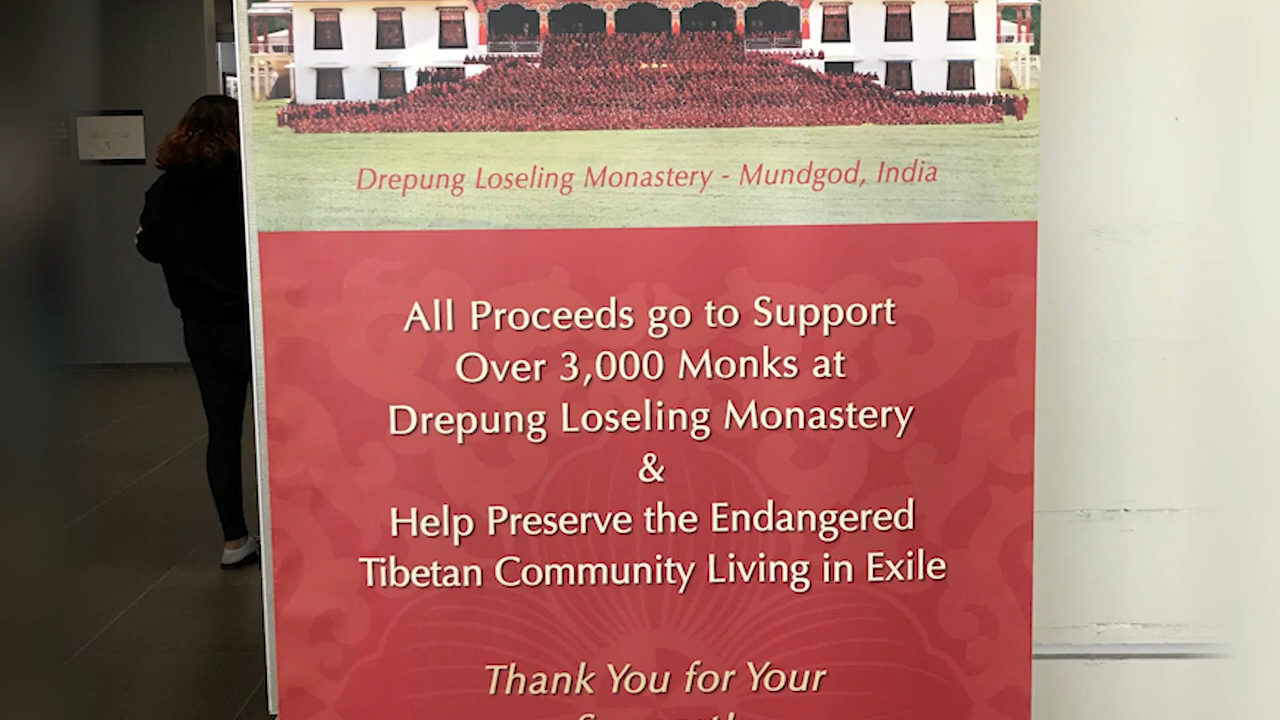 Drepung Loseling Monastery - Mundgod, India
All Proceeds go to Support
Over 3,000 Monks at
Drepung Loseling Monastery
&
Help Preserve the Endangered
Tibetan Community Living in Exile
Thank You for Your